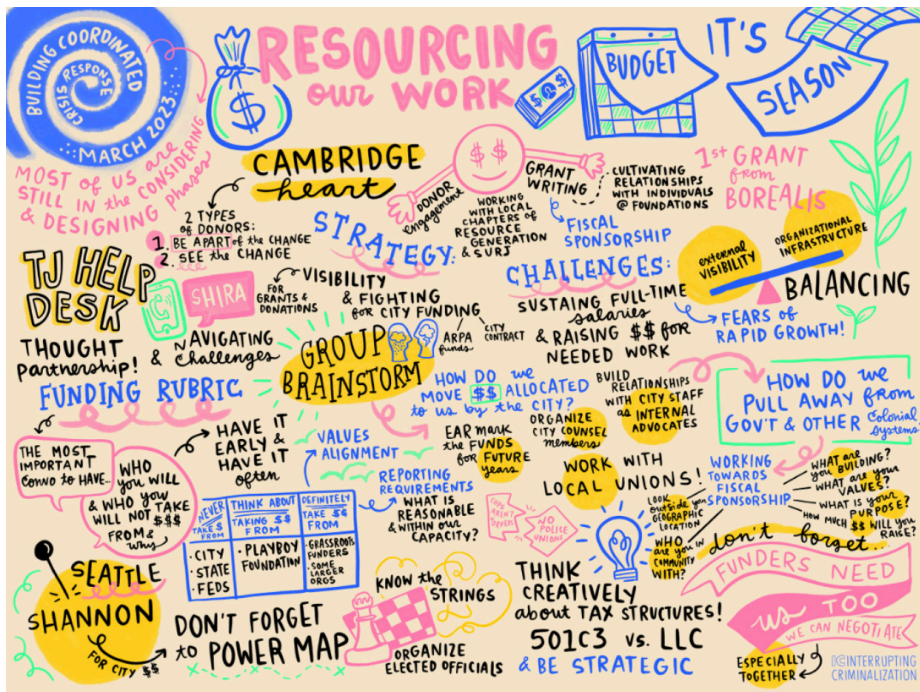 BUILDING COORDINATED
CRISIS RESPONSE
MARCH 2023
RESOURCING
our WORK
BUDGET
IT'S
SEASON
MOST of US are
STILL in the CONSIDERING
& DESIGNING phases
CAMBRIDGE
heart
2 TYPES
of DONORS:
1. BE APART of the CHANGE
2. SEE the CHANGE
STRATEGY:
DONOR
Engagement
WORKING
WITH LOCAL
CHAPTERS of
RESOURCE
GENERATION
& SURJ
GRANT
WRITING
CULTIVATING
RELATIONSHIPS
WITH INDIVIDUALS
@ FOUNDATIONS
FISCAL
SPONSORSHIP
1st GRANT
from
BOREALIS
CHALLENGES:
SUSTAING FULL-TIME
salaries
& RAISING $$ for
NEEDED WORK
external
VISIBILITY
ORGANIZATIONAL
INFRASTRUCTURE
BALANCING
FEARS of
RAPID GROWTH!
TJ HELP
DESK
SHIRA
FOR
GRANTS &
DONATIONS
VISIBILITY
& FIGHTING
for CITY FUNDING
ARPA
funds
CITY
CONTRACT
THOUGHT
Partnership!
& NAVIGATING
Challenges
GROUP
BRAINSTORM
FUNDING RUBRIC
THE MOST
IMPORTANT
Convo to HAVE...
WHO
you WILL
& WHO YOU
WILL NOT TAKE
$$$
FROM &
Why
HAVE IT
EARLY &
HAVE IT
often
VALUES
ALIGNMENT
REPORTING
REQUIREMENTS
WHAT IS
REASONABLE
& WITHIN our
CAPACITY?
NEVER
TAKE $
FROM
THINK ABOUT
TAKING $$
FROM
DEFINITELY
TAKE $$
FROM
• CITY
• STATE
• FEDS
• PLAYBOY
FOUNDATION
• GRASSROOTS
FUNDERS
• SOME
LARGER
ORGS
HOW DO we
MOVE $$ ALLOCATED
to US by the CITY?
EAR MARK
the FUNDS
for FUTURE
years
ORGANIZE
CITY COUNSEL
members
BUILD
RELATIONSHIPS
WITH CITY STAFF
as INTERNAL
ADVOCATES
WORK WITH
LOCAL UNIONS!
COPS AREN'T
WORKERS
NO POLICE
UNIONS!
HOW DO we
PULL AWAY from
GOV'T & OTHER Colonial
Systems?
WORKING
TOWARDS
FISCAL
SPONSORSHIP
WHAT are
you BUILDING?
WHAT are YOUR
VALUES?
WHAT is your
PURPOSE?
HOW MUCH $$ WILL you
RAISE?
LOOK
outside your
GEOGRAPHIC
LOCATION
WHO
are you in
COMMUNITY
WITH?
SEATTLE
SHANNON
FOR CITY $$
DON'T FORGET
to POWER MAP
KNOW the
STRINGS
ORGANIZE
ELECTED OFFICIALS
THINK
CREATIVELY
about TAX STRUCTURES!
501C3 vs. LLC
& BE STRATEGIC
don't forget...
FUNDERS NEED
us TOO
WE CAN NEGOTIATE
ESPECIALLY
TOGETHER
INTERRUPTING
CRIMINALIZATION